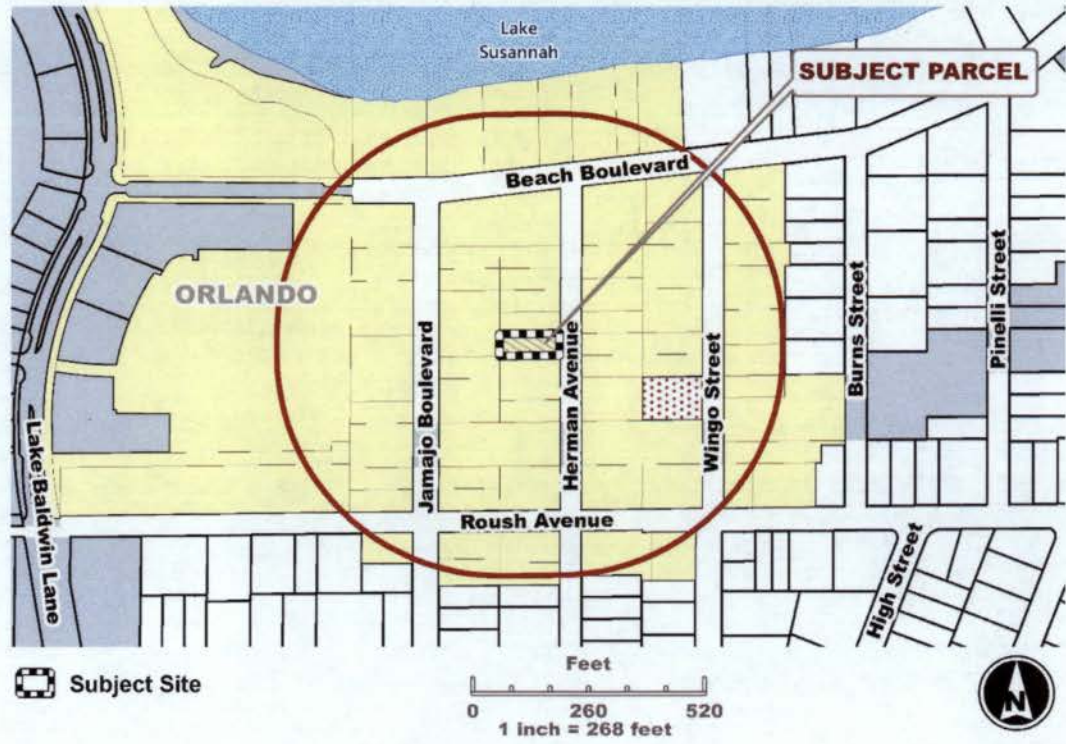 Lake
Susannah
SUBJECT PARCEL
Beach Boulevard
ORLANDO
Jamajo Boulevard
Herman Avenue
Wingo Street
Burns Street
Pinelli Street
Lake Baldwin Lane
Roush Avenue
High Street
Subject Site
Feet
0 260 520
1 inch = 268 feet
N